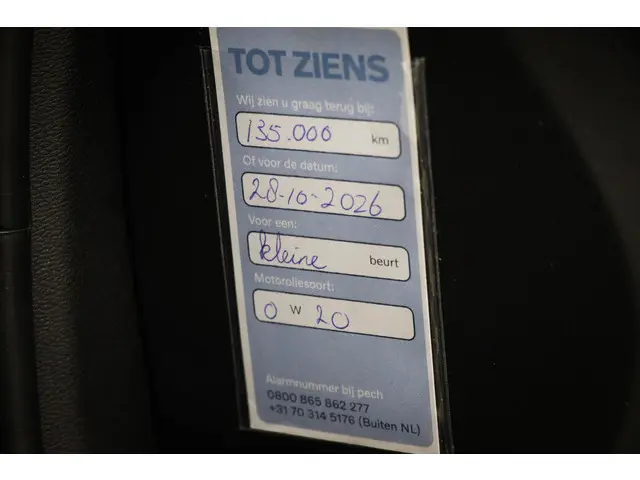 TOT ZIENS
Wij zien u graag terug bij:
135.000 km
Of voor de datum:
28-10-2026
Voor een:
kleine beurt
Motoroliesoort:
0 W 20
Alarmnummer bij pech
0800 865 862 277
+31 70 314 5176 (Buiten NL)